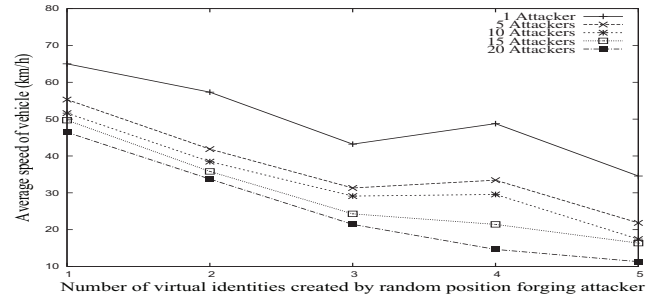 80
70
60
50
40
30
20
10
Average speed of vehicle (km/h)
1 Attacker
5 Attackers
10 Attackers
15 Attackers
20 Attackers
1 2 3 4 5
Number of virtual identities created by random position forging attacker